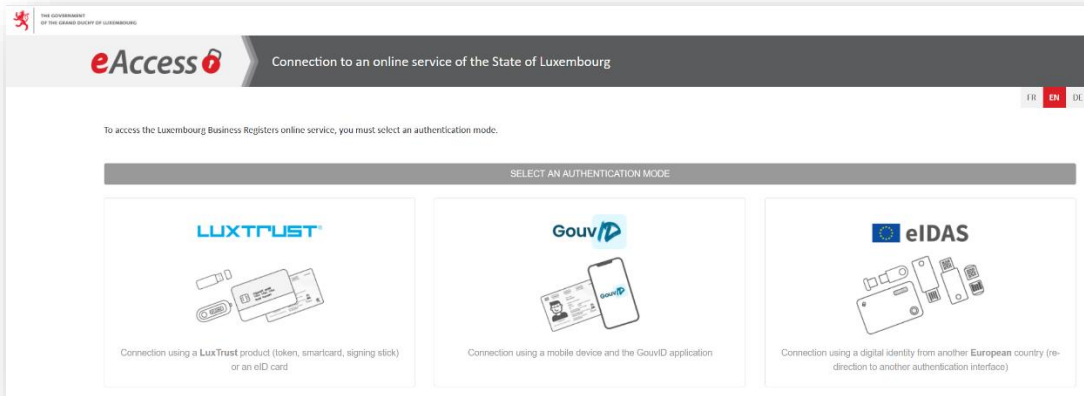 THE GOVERNMENT
OF THE GRAND DUCHY OF LUXEMBOURG
eAccess
Connection to an online service of the State of Luxembourg
FR EN DE
To access the Luxembourg Business Registers online service, you must select an authentication mode.
SELECT AN AUTHENTICATION MODE
LUXTRUST
Connection using a LuxTrust product (token, smartcard, signing stick)
or an eID card
GouvID
GouvID
Connection using a mobile device and the GouvID application
eIDAS
Connection using a digital identity from another European country (re-
direction to another authentication interface)